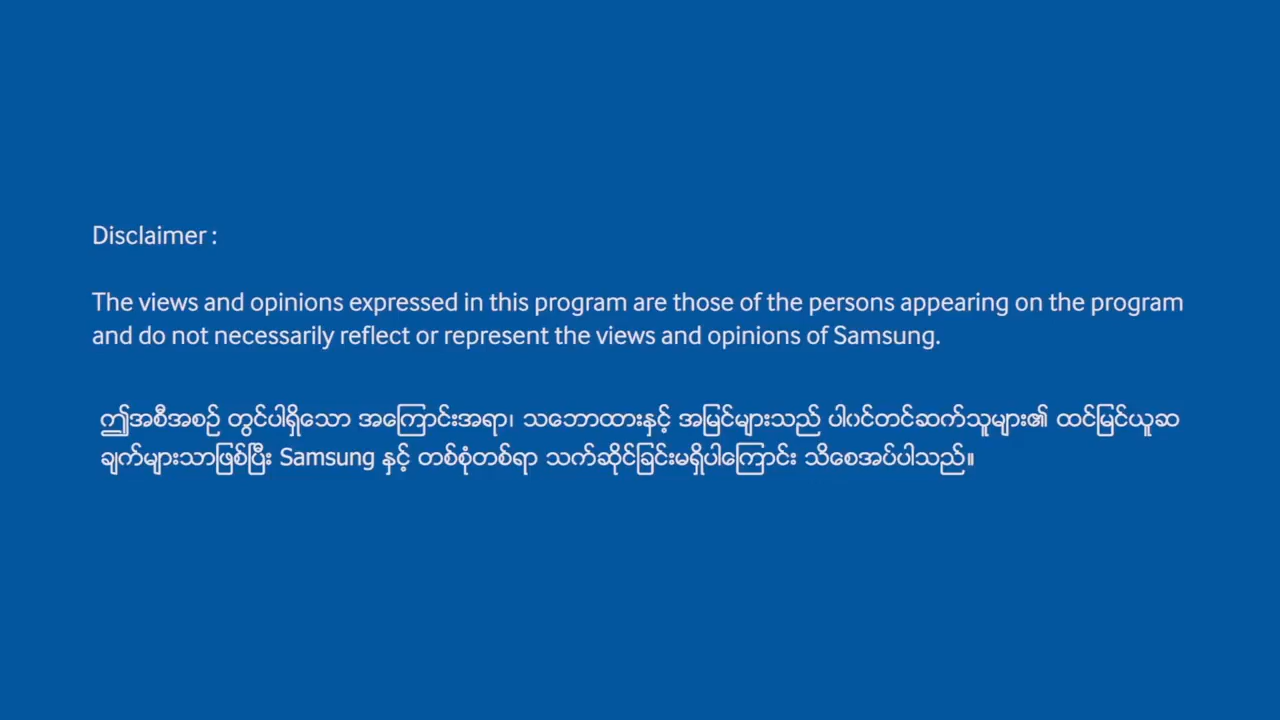 Disclaimer :
The views and opinions expressed in this program are those of the persons appearing on the program
and do not necessarily reflect or represent the views and opinions of Samsung.
ဤအစီအစဉ် တွင်ပါရှိသော အကြောင်းအရာ၊ သဘောထားနှင့် အမြင်များသည် ပါဂင်တင်ဆက်သူများ၏ ထင်မြင်ယူဆ
ချက်များသာဖြစ်ပြီး Samsung နှင့် တစ်စုံတစ်ရာ သက်ဆိုင်ခြင်းမရှိပါကြောင်း သိစေအပ်ပါသည်။